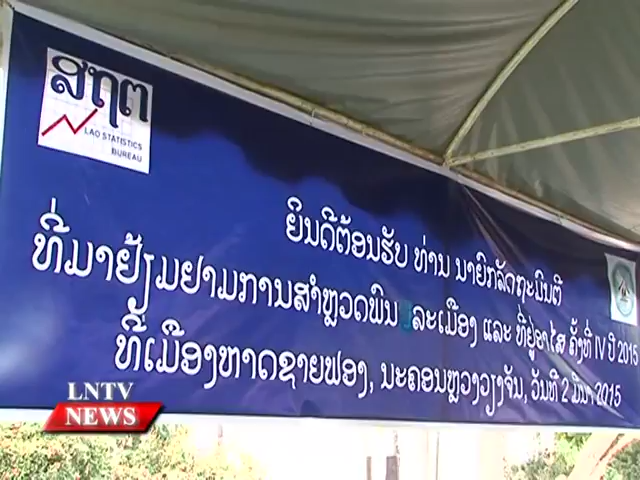 ສຖຕ
LAO STATISTICS
BUREAU
ຍິນດີຕ້ອນຮັບ ທ່ານ ນາຍົກລັດຖະມົນຕີ
ທີ່ມາຢ້ຽມຢາມການສຳຫຼວດພົນລະເມືອງ ແລະ ທີ່ຢູ່ອາໄສ ຄັ້ງທີ IV ປີ 2015
ທີ່ເມືອງຫາດຊາຍຟອງ, ນະຄອນຫຼວງວຽງຈັນ, ວັນທີ 2 ມີນາ 2015
LNTV
NEWS